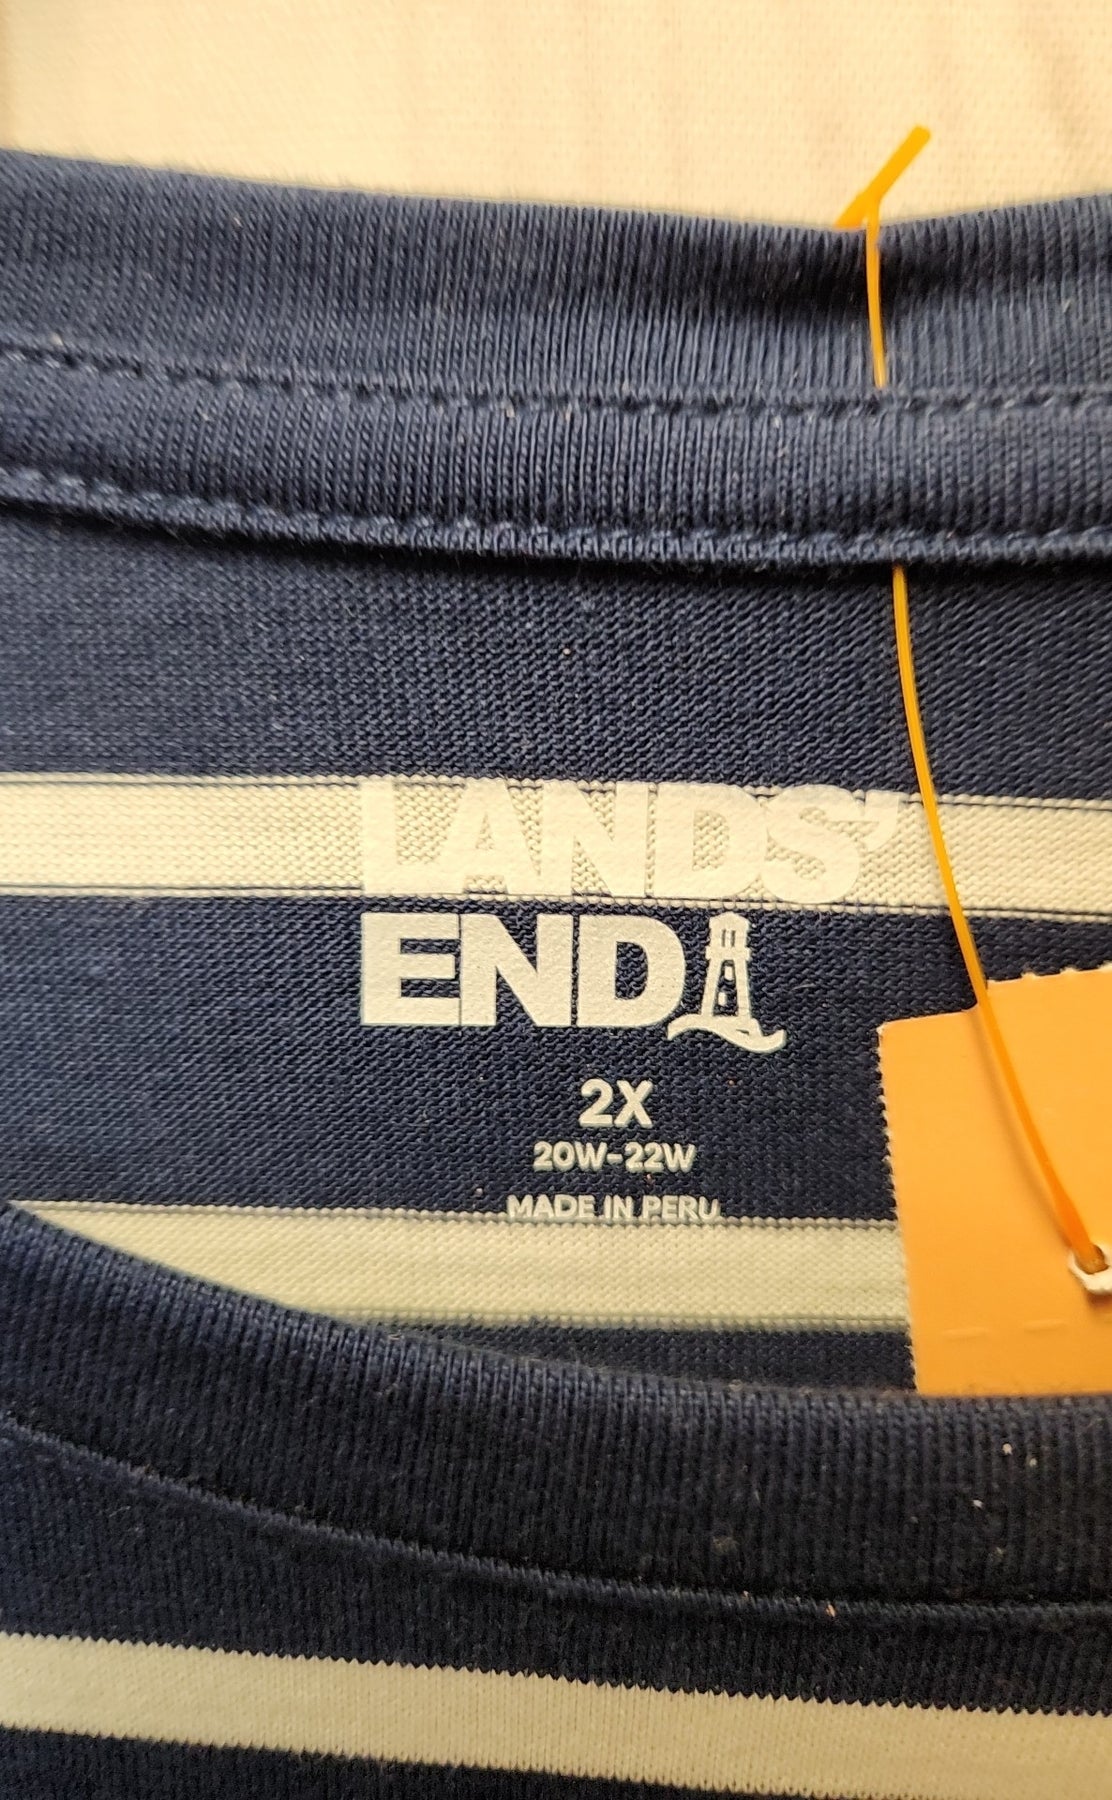 LANDS'
END
2X
20W-22W
MADE IN PERU